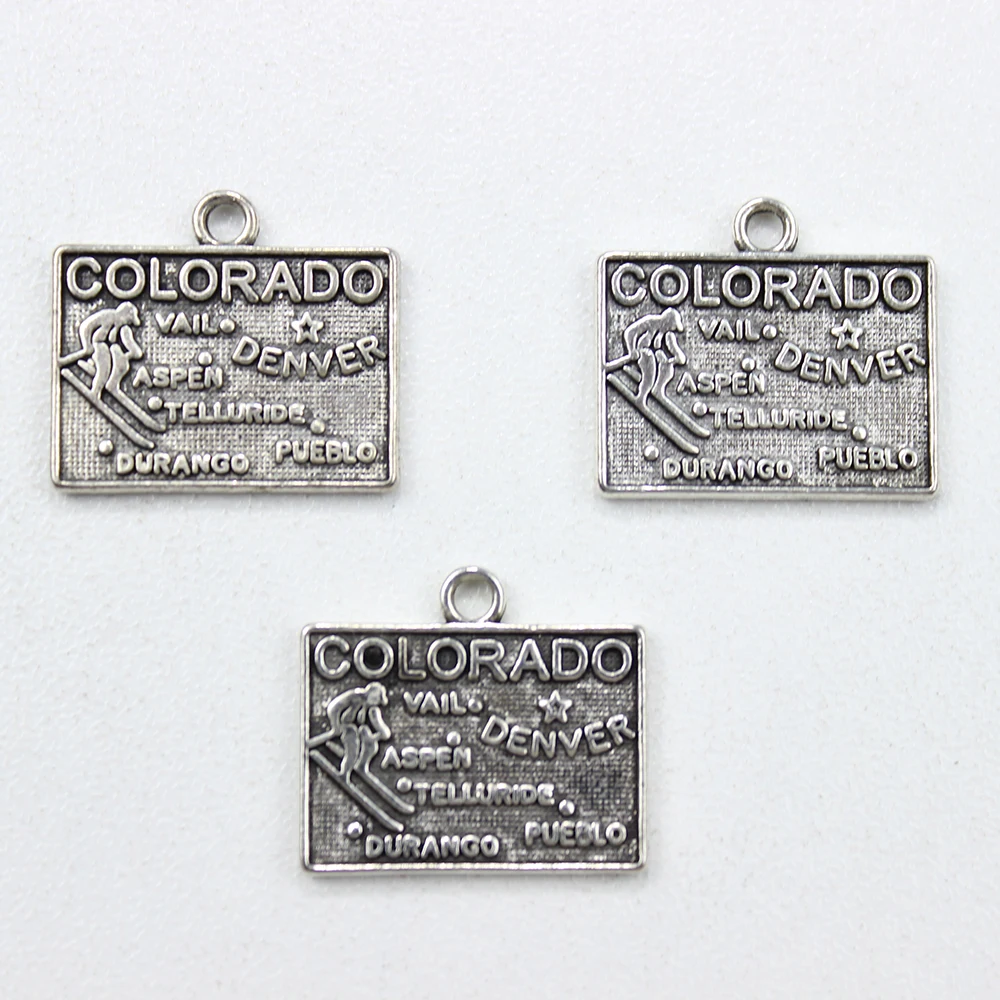 COLORADO
VAIL
DENVER
ASPEN
TELLURIDE
PUEBLO
DURANGO
COLORADO
VAIL
DENVER
ASPEN
TELLURIDE
PUEBLO
DURANGO
COLORADO
VAIL
DENVER
ASPEN
TELLURIDE
PUEBLO
DURANGO